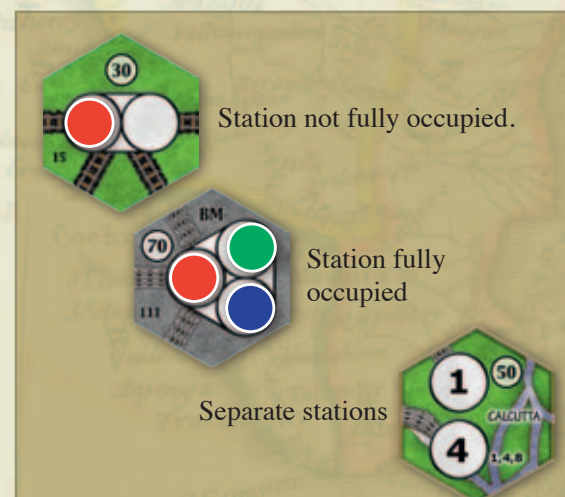 30
Station not fully occupied.
15
BM
70
Station fully
occupied
111
1
50
Separate stations
CALCUTTA
4
1,4,8